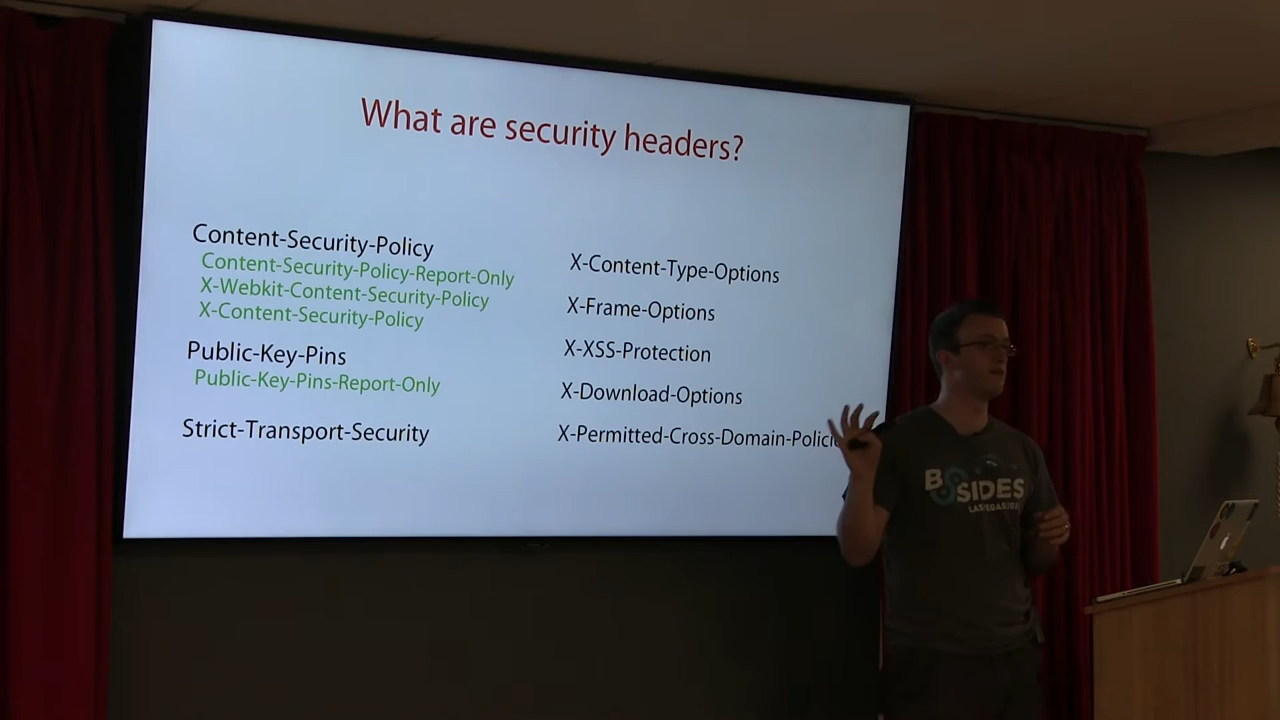 What are security headers?
Content-Security-Policy
Content-Security-Policy-Report-Only
X-Webkit-Content-Security-Policy
X-Content-Security-Policy
Public-Key-Pins
Public-Key-Pins-Report-Only
Strict-Transport-Security
X-Content-Type-Options
X-Frame-Options
X-XSS-Protection
X-Download-Options
X-Permitted-Cross-Domain-Polici
BSIDES